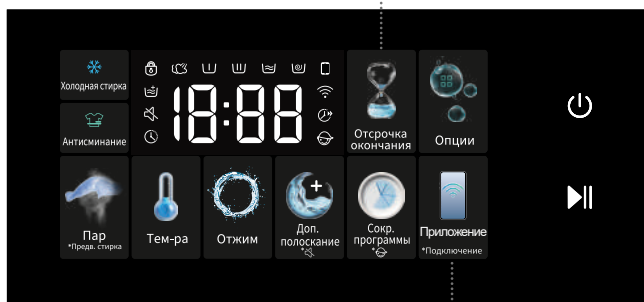 Холодная стирка
Антисминание
18:88
Отсрочка
окончания
Опции
Пар
*Предв. стирка
Тем-ра
Отжим
Доп.
полоскание
*
Сокр.
программы
*
Приложение
*Подключение